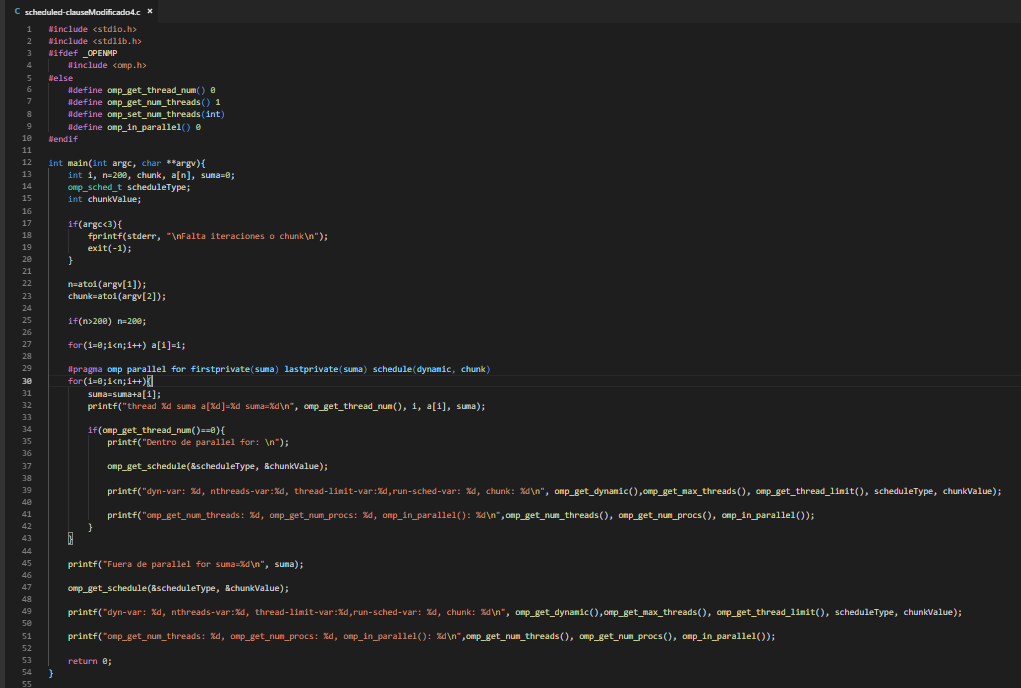 C scheduled-clauseModificado4.c ×
1 #include <stdio.h>
2 #include <stdlib.h>
3 #ifdef _OPENMP
4 #include <omp.h>
5 #else
6 #define omp_get_thread_num() 0
7 #define omp_get_num_threads() 1
8 #define omp_set_num_threads(int)
9 #define omp_in_parallel() 0
10 #endif
11
12 int main(int argc, char **argv){
13 int i, n=200, chunk, a[n], suma=0;
14 omp_sched_t scheduleType;
15 int chunkValue;
16
17 if(argc<3){
18 fprintf(stderr, "\nFalta iteraciones o chunk\n");
19 exit(-1);
20 }
21
22 n=atoi(argv[1]);
23 chunk=atoi(argv[2]);
24
25 if(n>200) n=200;
26
27 for(i=0;i<n;i++) a[i]=i;
28
29 #pragma omp parallel for firstprivate(suma) lastprivate(suma) schedule(dynamic, chunk)
30 for(i=0;i<n;i++){
31 suma=suma+a[i];
32 printf("thread %d suma a[%d]=%d suma=%d\n", omp_get_thread_num(), i, a[i], suma);
33
34 if(omp_get_thread_num()==0){
35 printf("Dentro de parallel for: \n");
36
37 omp_get_schedule(&scheduleType, &chunkValue);
38
39 printf("dyn-var: %d, nthreads-var:%d, thread-limit-var:%d,run-sched-var: %d, chunk: %d\n", omp_get_dynamic(),omp_get_max_threads(), omp_get_thread_limit(), scheduleType, chunkValue);
40
41 printf("omp_get_num_threads: %d, omp_get_num_procs: %d, omp_in_parallel(): %d\n",omp_get_num_threads(), omp_get_num_procs(), omp_in_parallel());
42 }
43 }
44
45 printf("Fuera de parallel for suma=%d\n", suma);
46
47 omp_get_schedule(&scheduleType, &chunkValue);
48
49 printf("dyn-var: %d, nthreads-var:%d, thread-limit-var:%d,run-sched-var: %d, chunk: %d\n", omp_get_dynamic(),omp_get_max_threads(), omp_get_thread_limit(), scheduleType, chunkValue);
50
51 printf("omp_get_num_threads: %d, omp_get_num_procs: %d, omp_in_parallel(): %d\n",omp_get_num_threads(), omp_get_num_procs(), omp_in_parallel());
52
53 return 0;
54 }
55